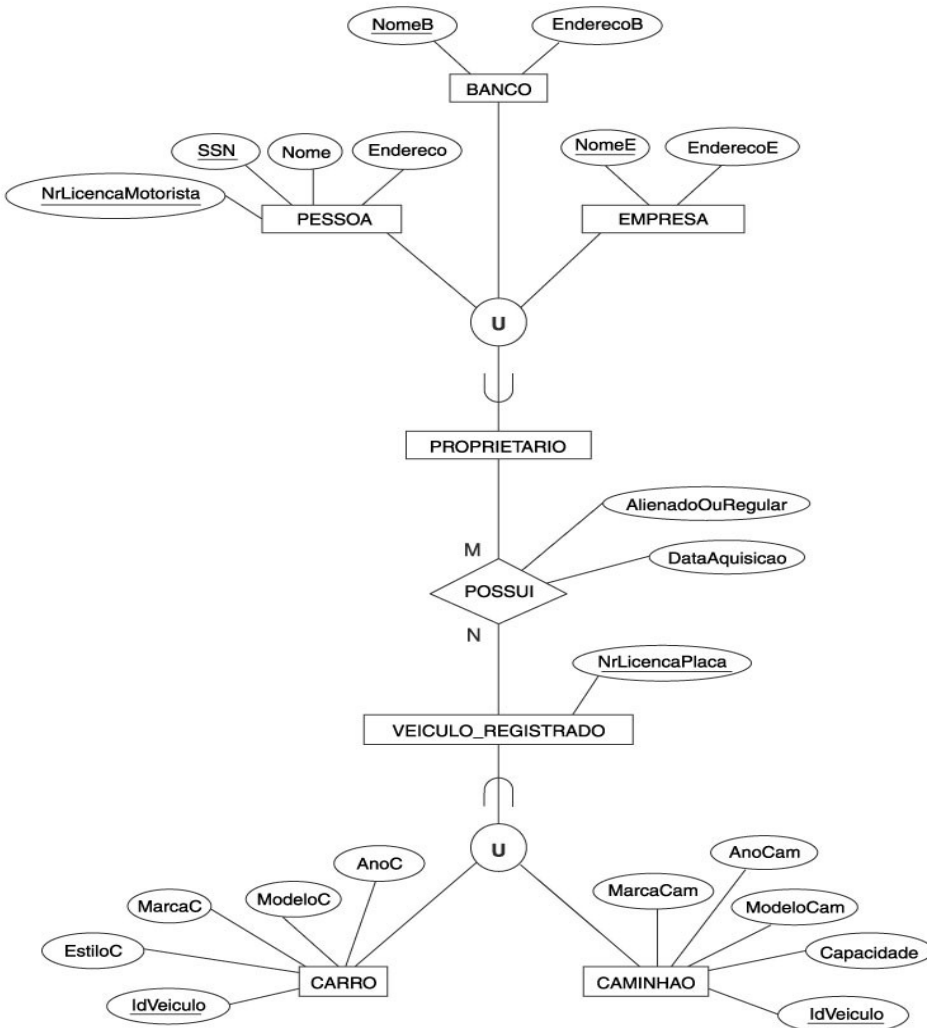 NomeB
EnderecoB
BANCO
SSN
Nome
Endereco
NomeE
EnderecoE
NrLicencaMotorista
PESSOA
EMPRESA
U
PROPRIETARIO
AlienadoOuRegular
M
DataAquisicao
POSSUI
N
NrLicencaPlaca
VEICULO_REGISTRADO
U
AnoC
AnoCam
ModeloC
MarcaCam
MarcaC
ModeloCam
EstiloC
Capacidade
CARRO
CAMINHAO
IdVeiculo
IdVeiculo